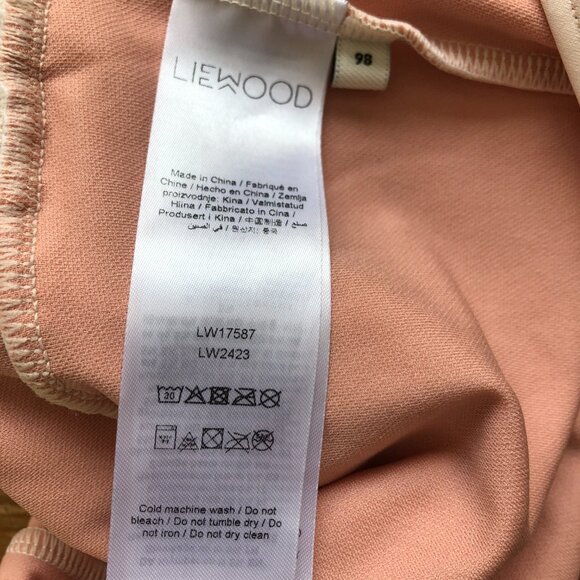 LIEWOOD
98
Made in China / Fabriqué en
Chine / Hecho en China / Zemlja
proizvodnje: Kina / Valmistustud
Hiina / Fabbricato in Cina /
Produsert i Kina / 中國製造 / صنع
في الصين / 원산지: 중국
LW17587
LW2423
30
Cold machine wash / Do not
bleach / Do not tumble dry / Do
not iron / Do not dry clean